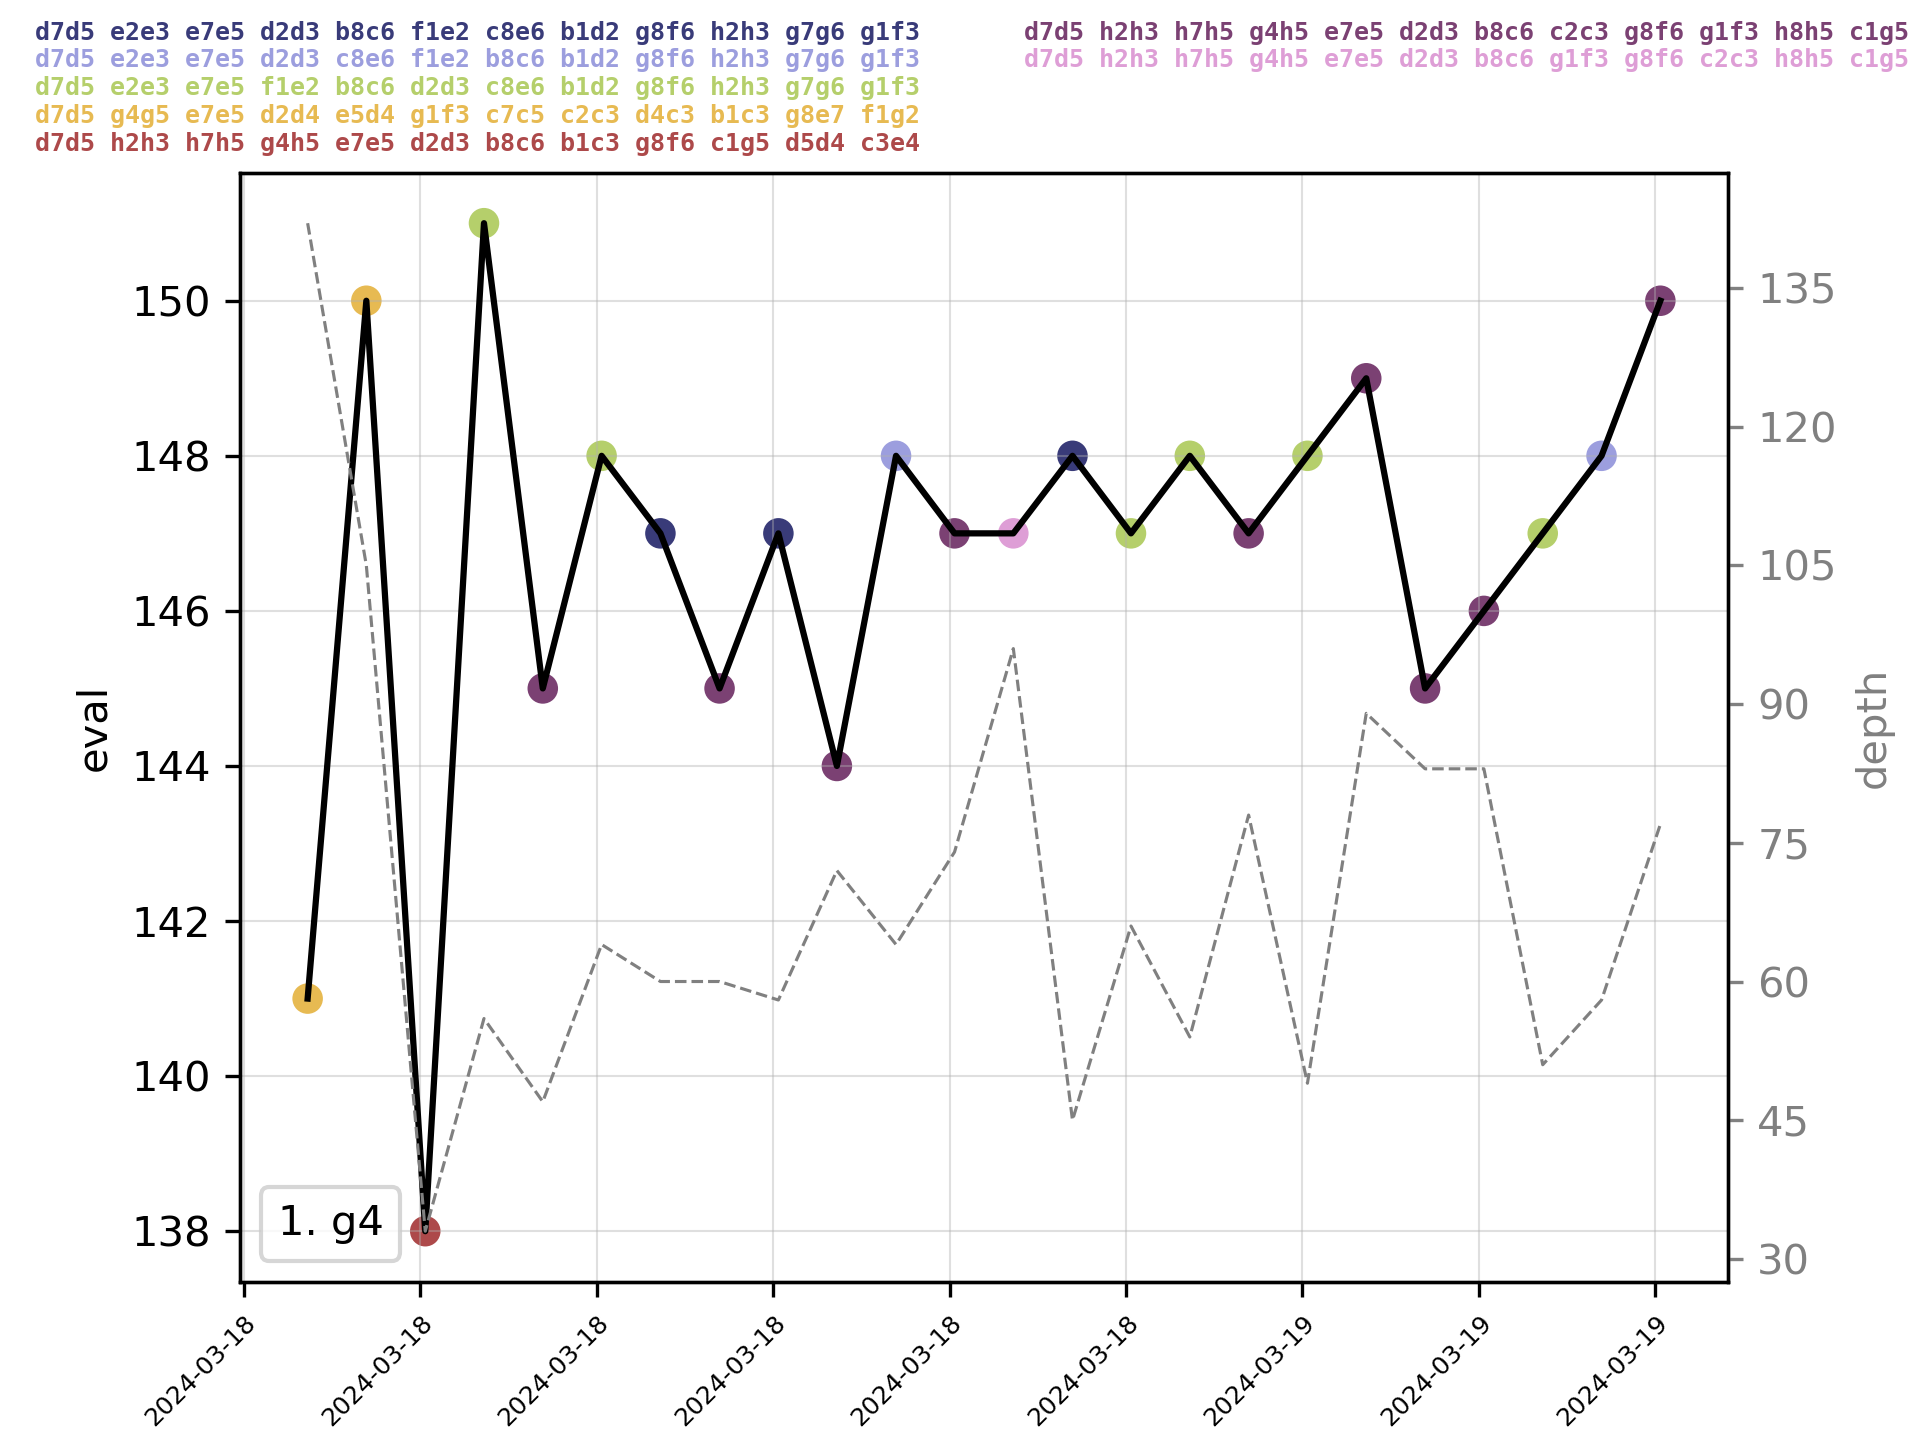 d7d5 e2e3 e7e5 d2d3 b8c6 f1e2 c8e6 b1d2 g8f6 h2h3 g7g6 g1f3
d7d5 e2e3 e7e5 d2d3 c8e6 f1e2 b8c6 b1d2 g8f6 h2h3 g7g6 g1f3
d7d5 e2e3 e7e5 f1e2 b8c6 d2d3 c8e6 b1d2 g8f6 h2h3 g7g6 g1f3
d7d5 g4g5 e7e5 d2d4 e5d4 g1f3 c7c5 c2c3 d4c3 b1c3 g8e7 f1g2
d7d5 h2h3 h7h5 g4h5 e7e5 d2d3 b8c6 b1c3 g8f6 c1g5 d5d4 c3e4
d7d5 h2h3 h7h5 g4h5 e7e5 d2d3 b8c6 c2c3 g8f6 g1f3 h8h5 c1g5
d7d5 h2h3 h7h5 g4h5 e7e5 d2d3 b8c6 g1f3 g8f6 c2c3 h8h5 c1g5
150
148
146
144
142
140
138
eval
1. g4
135
120
105
90
75
60
45
30
depth
2024-03-18
2024-03-18
2024-03-18
2024-03-18
2024-03-18
2024-03-18
2024-03-19
2024-03-19
2024-03-19